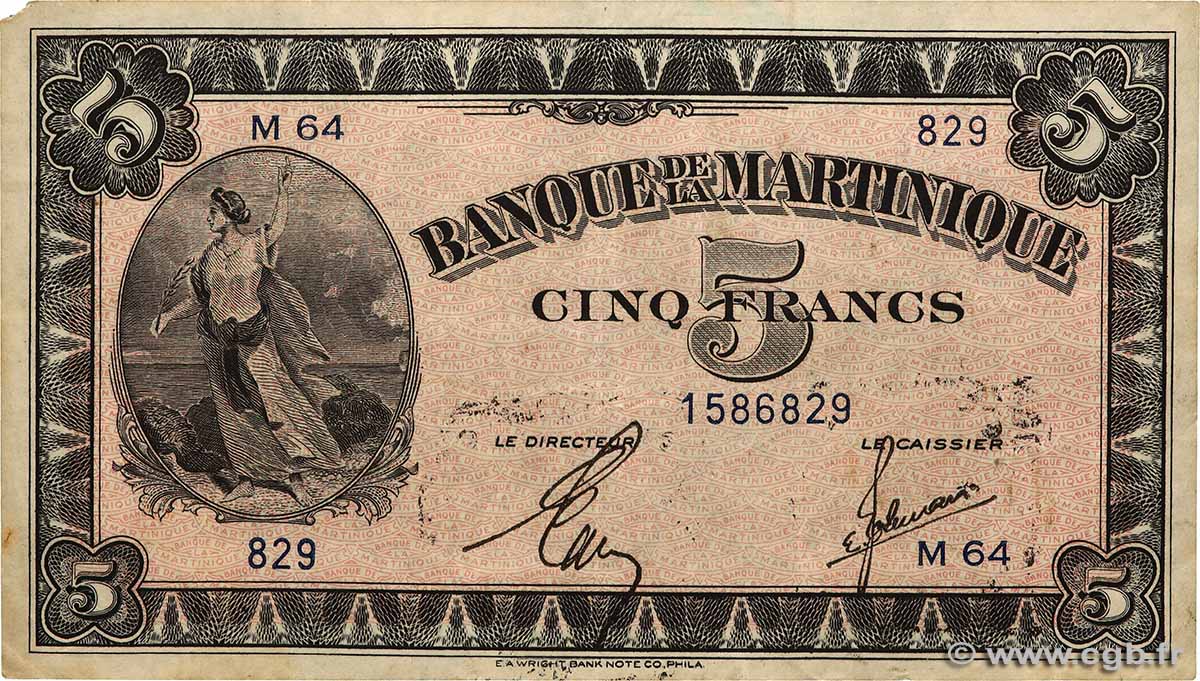 5 5
M 64 829
BANQUE DE LA MARTINIQUE
5
CINQ FRANCS
1586829
LE DIRECTEUR LE CAISSIER
829 M 64
5 5
E.A. WRIGHT BANK NOTE CO., PHILA.
© www.cgb.fr